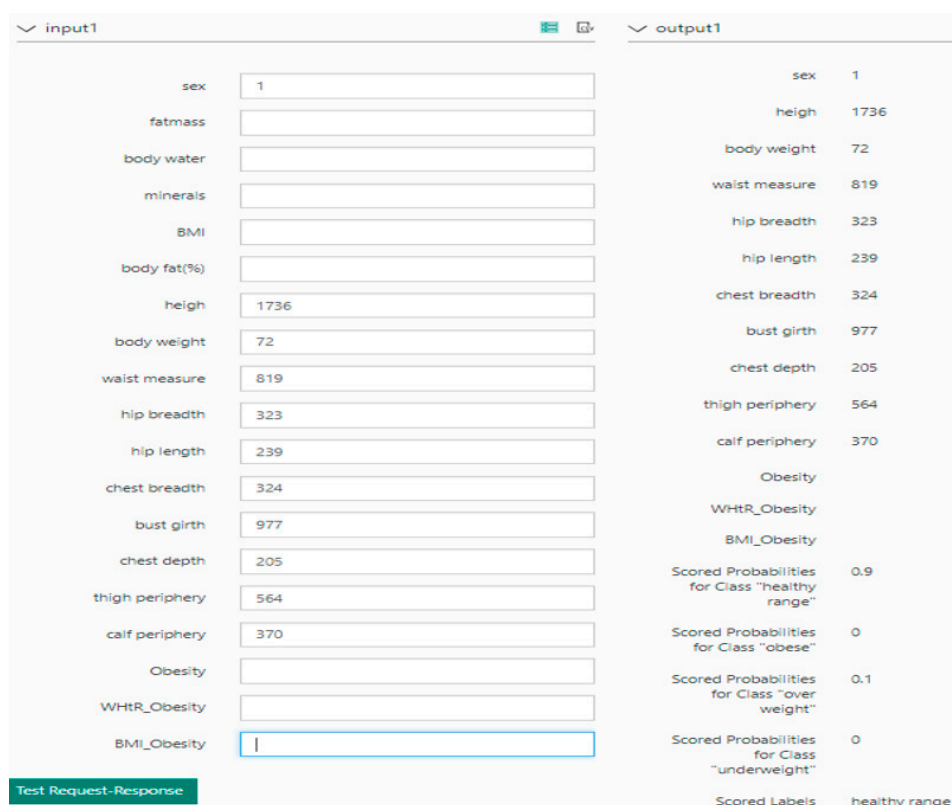 input1
sex 1
fatmass
body water
minerals
BMI
body fat(%)
heigh 1736
body weight 72
waist measure 819
hip breadth 323
hip length 239
chest breadth 324
bust girth 977
chest depth 205
thigh periphery 564
calf periphery 370
Obesity
WHtR_Obesity
BMI_Obesity
Test Request-Response
output1
sex 1
heigh 1736
body weight 72
waist measure 819
hip breadth 323
hip length 239
chest breadth 324
bust girth 977
chest depth 205
thigh periphery 564
calf periphery 370
Obesity
WHtR_Obesity
BMI_Obesity
Scored Probabilities 0.9
for Class "healthy
range"
Scored Probabilities 0
for Class "obese"
Scored Probabilities 0.1
for Class "over
weight"
Scored Probabilities 0
for Class
"underweight"
Scored Labels healthy range